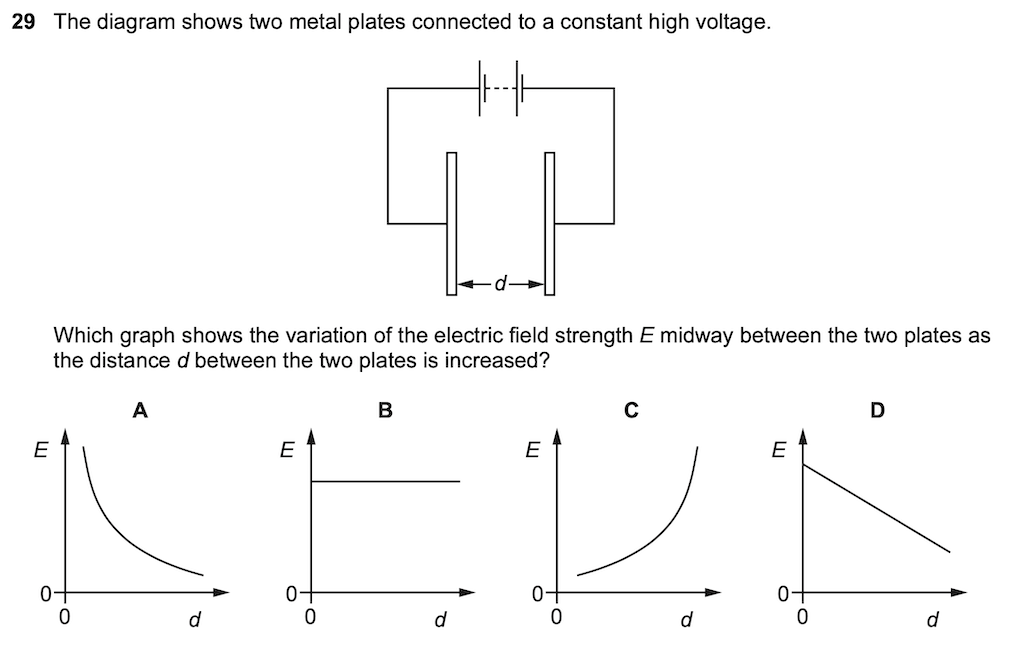 29 The diagram shows two metal plates connected to a constant high voltage.
d
Which graph shows the variation of the electric field strength E midway between the two plates as
the distance d between the two plates is increased?
A B C D
E E E E
0 0 0 0
0 d 0 d 0 d 0 d